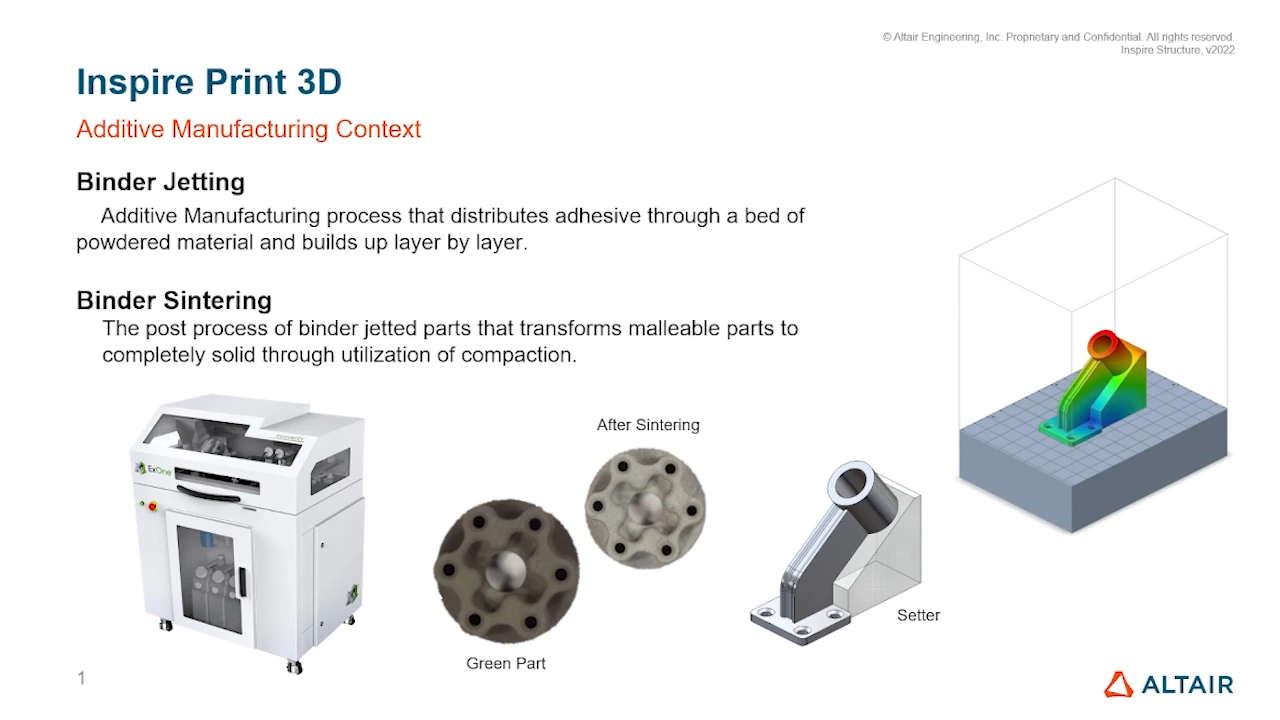 © Altair Engineering, Inc. Proprietary and Confidential. All rights reserved.
Inspire Structure, v2022
Inspire Print 3D
Additive Manufacturing Context
Binder Jetting
Additive Manufacturing process that distributes adhesive through a bed of
powdered material and builds up layer by layer.
Binder Sintering
The post process of binder jetted parts that transforms malleable parts to
completely solid through utilization of compaction.
After Sintering
ExOne
Setter
Green Part
1
ALTAIR